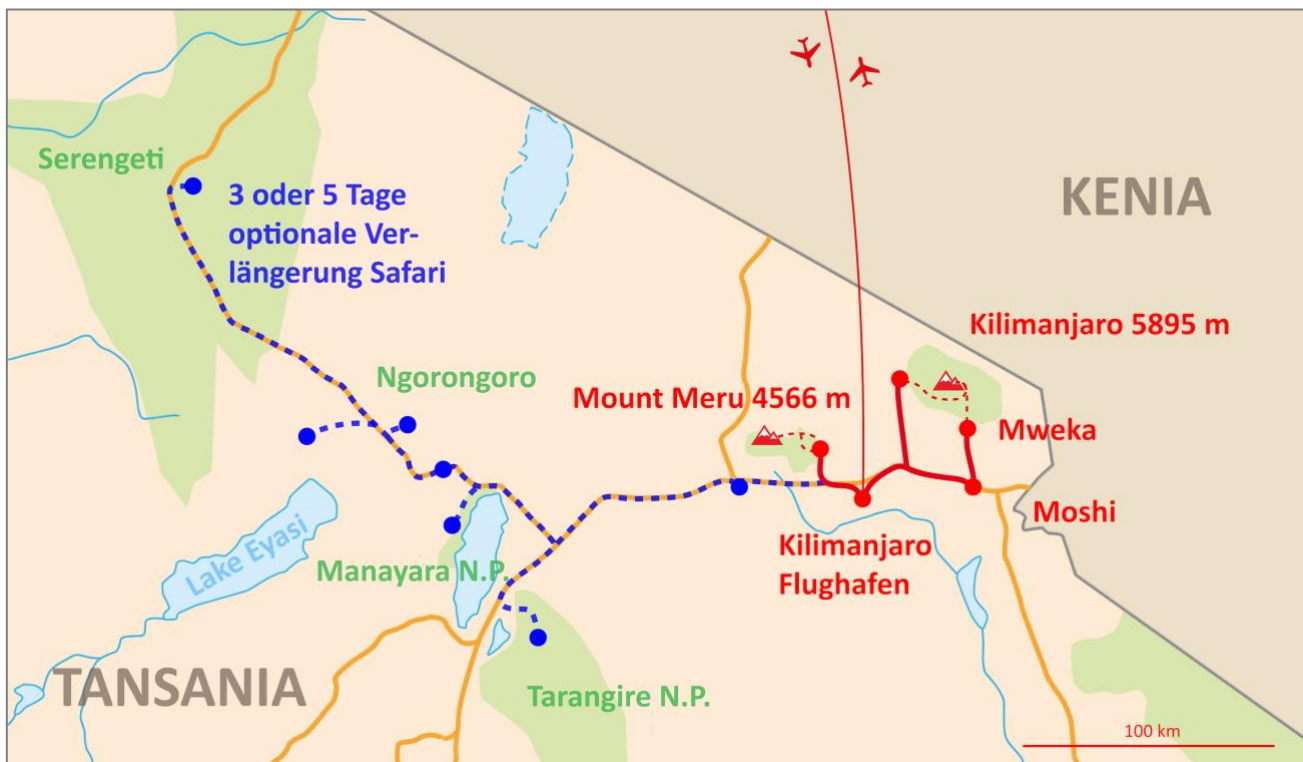 Serengeti
3 oder 5 Tage
optionale Ver-
längerung Safari
KENIA
Kilimanjaro 5895 m
Ngorongoro
Mount Meru 4566 m
Mweka
Moshi
Kilimanjaro
Flughafen
Lake Eyasi
Manayara N.P.
TANSANIA
Tarangire N.P.
100 km